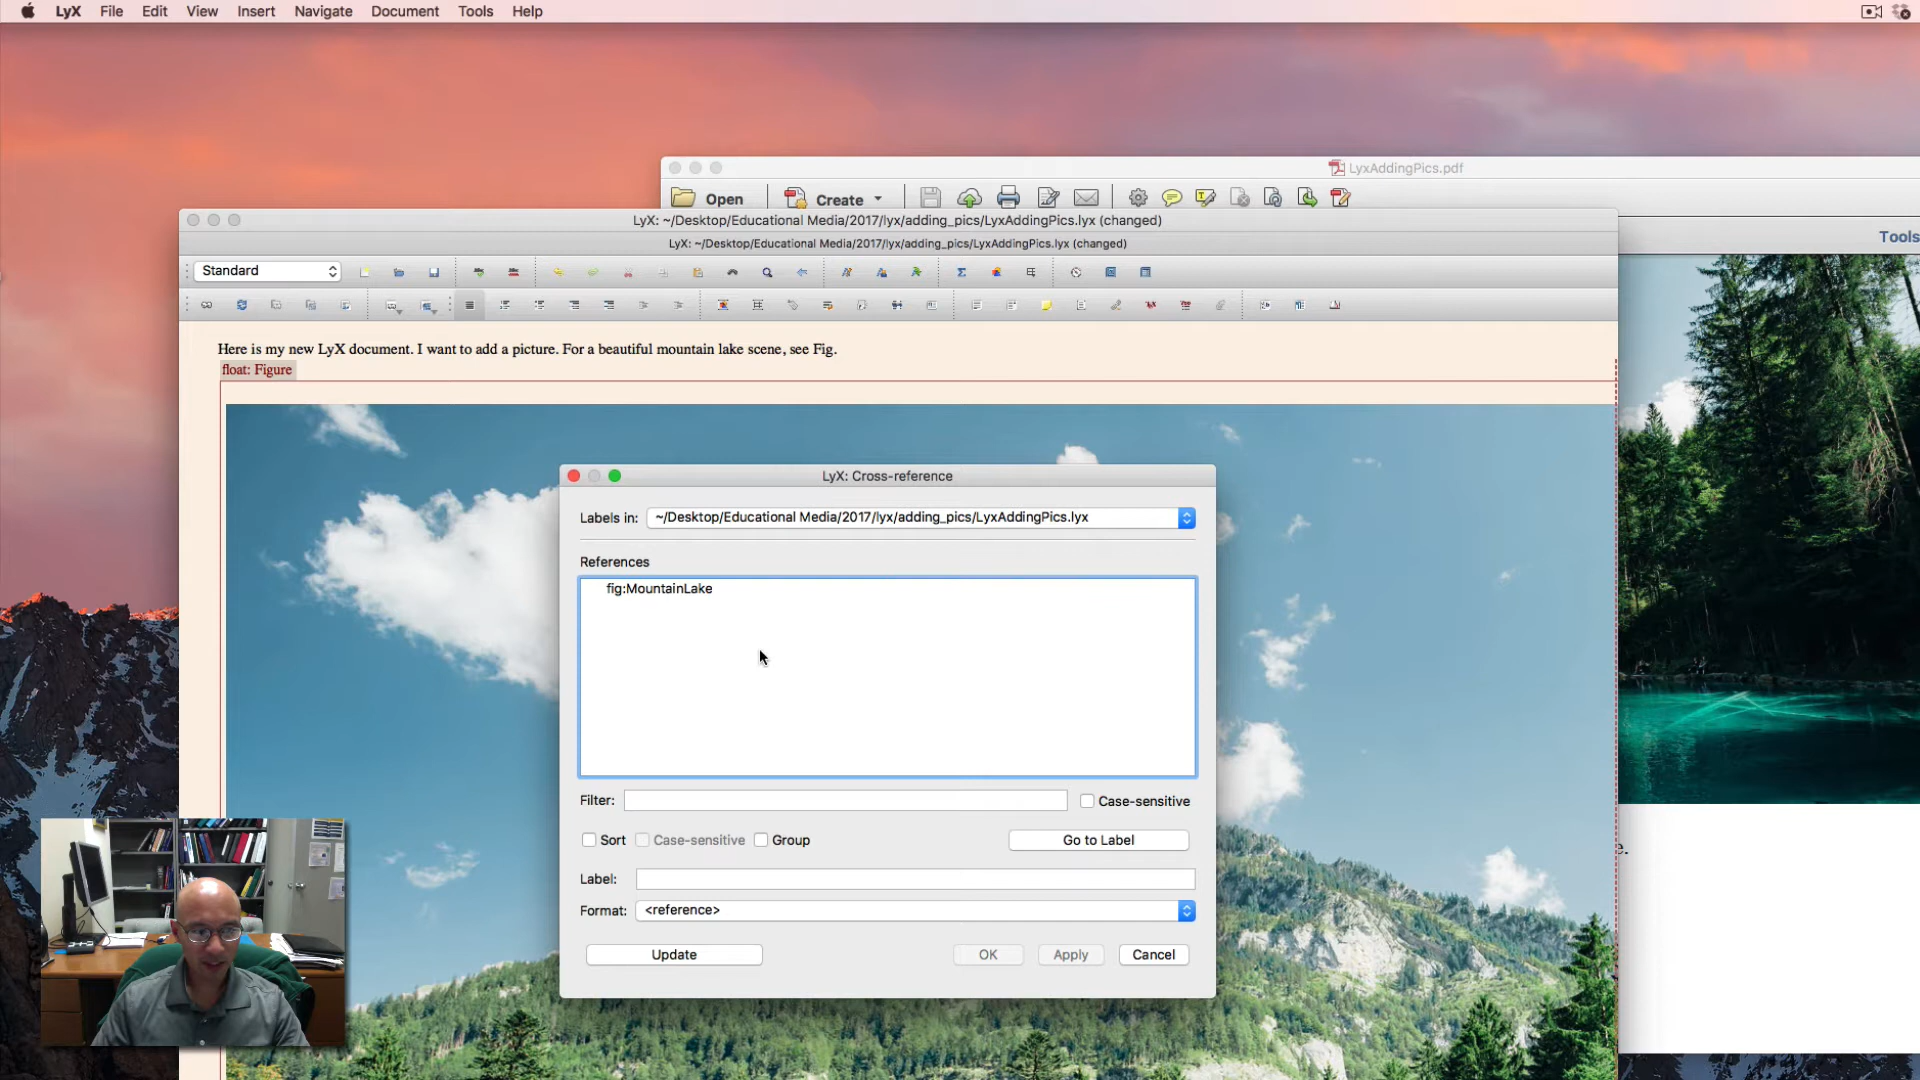 LyX File Edit View Insert Navigate Document Tools Help
LyxAddingPics.pdf
Open Create
LyX: ~/Desktop/Educational Media/2017/lyx/adding_pics/LyxAddingPics.lyx (changed)
Tools
LyX: ~/Desktop/Educational Media/2017/lyx/adding_pics/LyxAddingPics.lyx (changed)
Standard
Here is my new LyX document. I want to add a picture. For a beautiful mountain lake scene, see Fig.
float: Figure
LyX: Cross-reference
Labels in: ~/Desktop/Educational Media/2017/lyx/adding_pics/LyxAddingPics.lyx
References
fig:MountainLake
Filter: Case-sensitive
Sort Case-sensitive Group Go to Label
e.
Label:
Format: <reference>
Update OK Apply Cancel